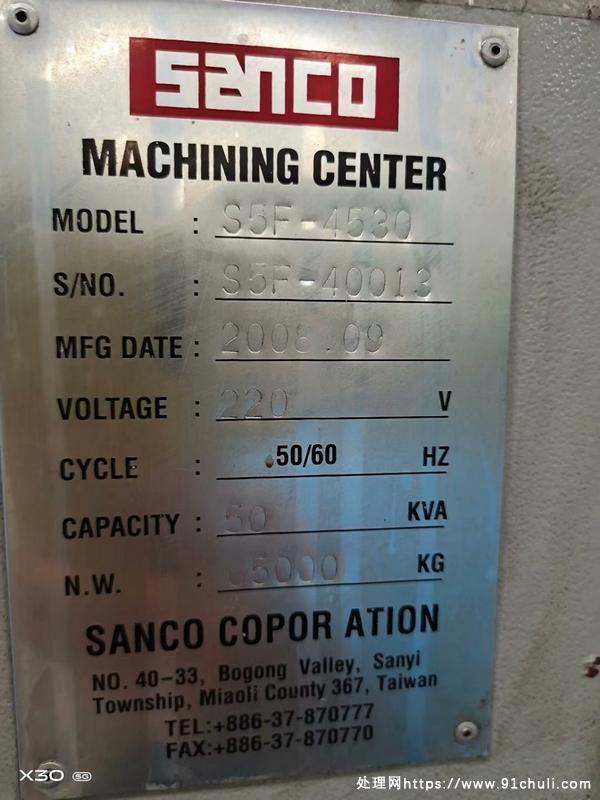 sanco
MACHINING CENTER
MODEL : S5F-4530
S/NO. : S5F-40013
MFG DATE : 2008.09
VOLTAGE : 220 V
CYCLE : 50/60 HZ
CAPACITY : 50 KVA
N.W. : KG
SANCO COPOR ATION
NO. 40-33, Bogong Valley, Sanyi
Township, Miaoli County 367, Taiwan
TEL:+886-37-870777
FAX:+886-37-870770
X30 5G
处理网https://www.91chuli.com